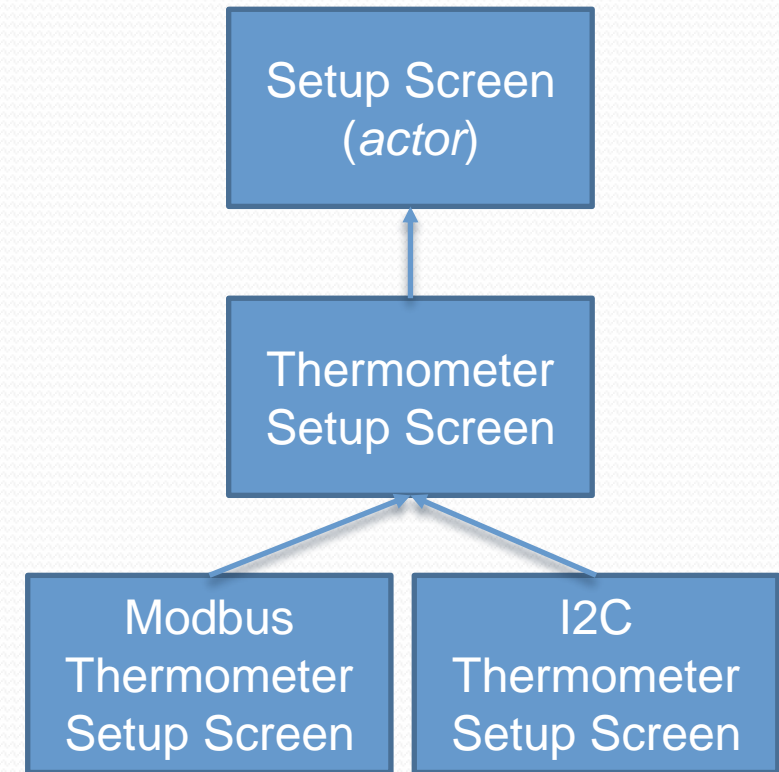 Setup Screen
(actor)
Thermometer
Setup Screen
Modbus
Thermometer
Setup Screen
I2C
Thermometer
Setup Screen